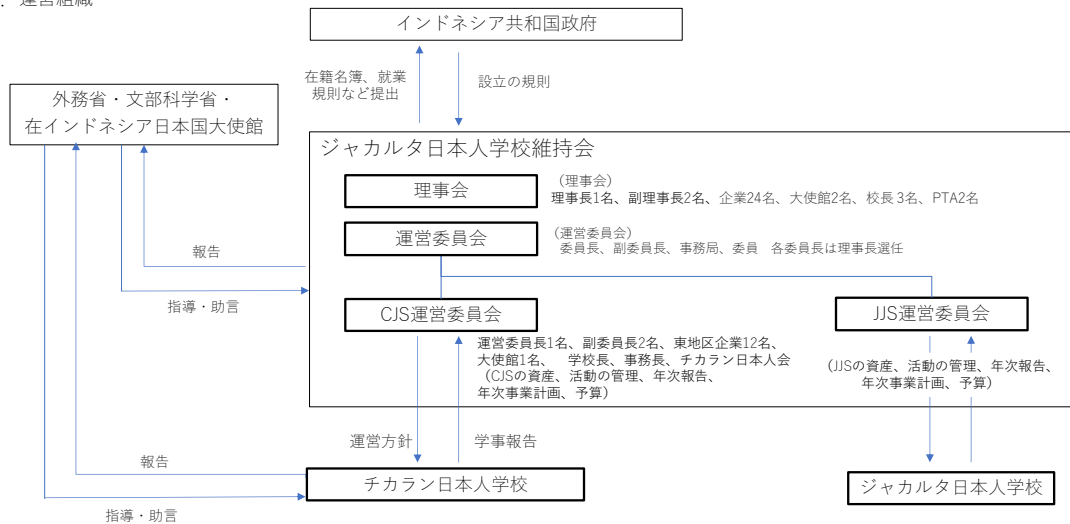 運営組織
インドネシア共和国政府
在籍名簿、就業
規則など提出
設立の規則
外務省・文部科学省・
在インドネシア日本国大使館
ジャカルタ日本人学校維持会
理事会
（理事会）
理事長1名、副理事長2名、企業24名、大使館2名、校長３名、PTA2名
運営委員会
（運営委員会）
委員長、副委員長、事務局、委員　各委員長は理事長選任
報告
指導・助言
CJS運営委員会
JJS運営委員会
運営委員長1名、副委員長2名、東地区企業12名、
大使館1名、　学校長、事務長、チカラン日本人会
（CJSの資産、活動の管理、年次報告、
年次事業計画、予算）
（JJSの資産、活動の管理、年次報告、
年次事業計画、予算）
運営方針
学事報告
報告
チカラン日本人学校
ジャカルタ日本人学校
指導・助言